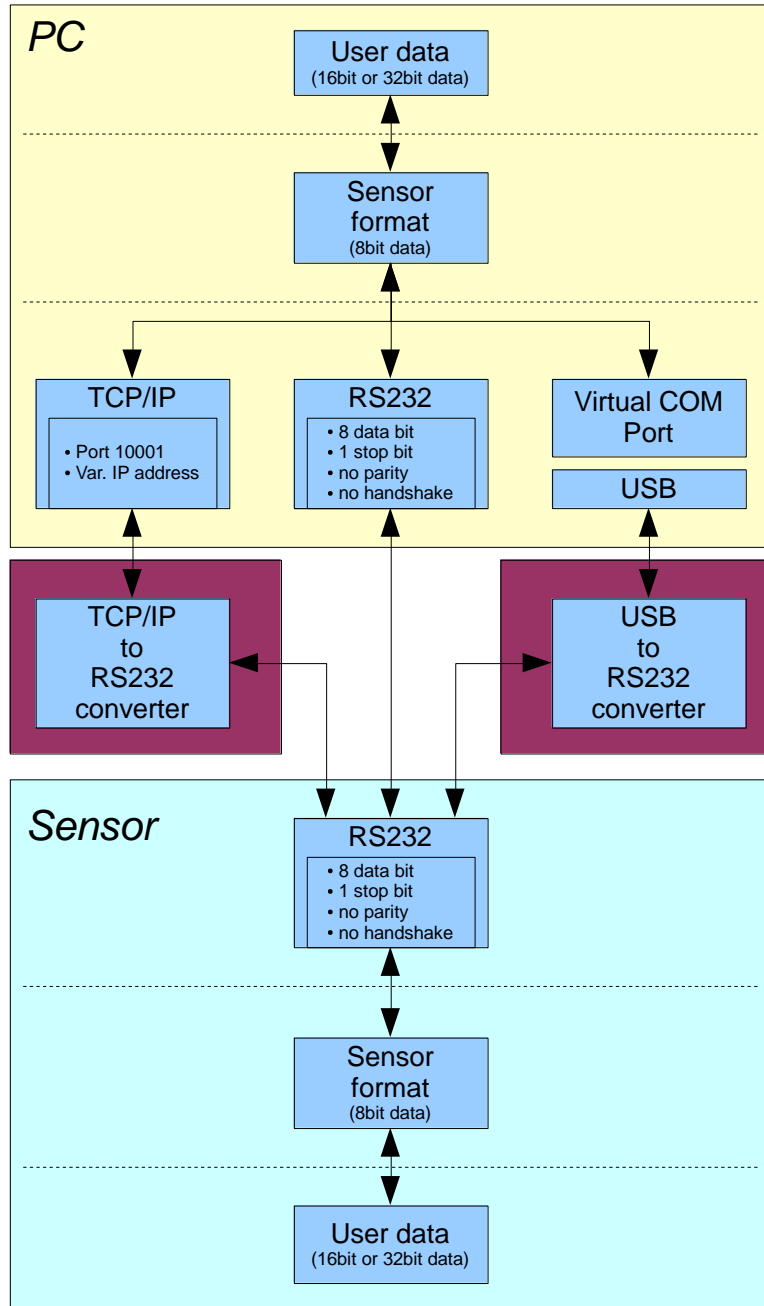 PC
User data
(16bit or 32bit data)
Sensor
format
(8bit data)
TCP/IP
• Port 10001
• Var. IP address
RS232
• 8 data bit
• 1 stop bit
• no parity
• no handshake
Virtual COM
Port
USB
TCP/IP
to
RS232
converter
USB
to
RS232
converter
Sensor
RS232
• 8 data bit
• 1 stop bit
• no parity
• no handshake
Sensor
format
(8bit data)
User data
(16bit or 32bit data)